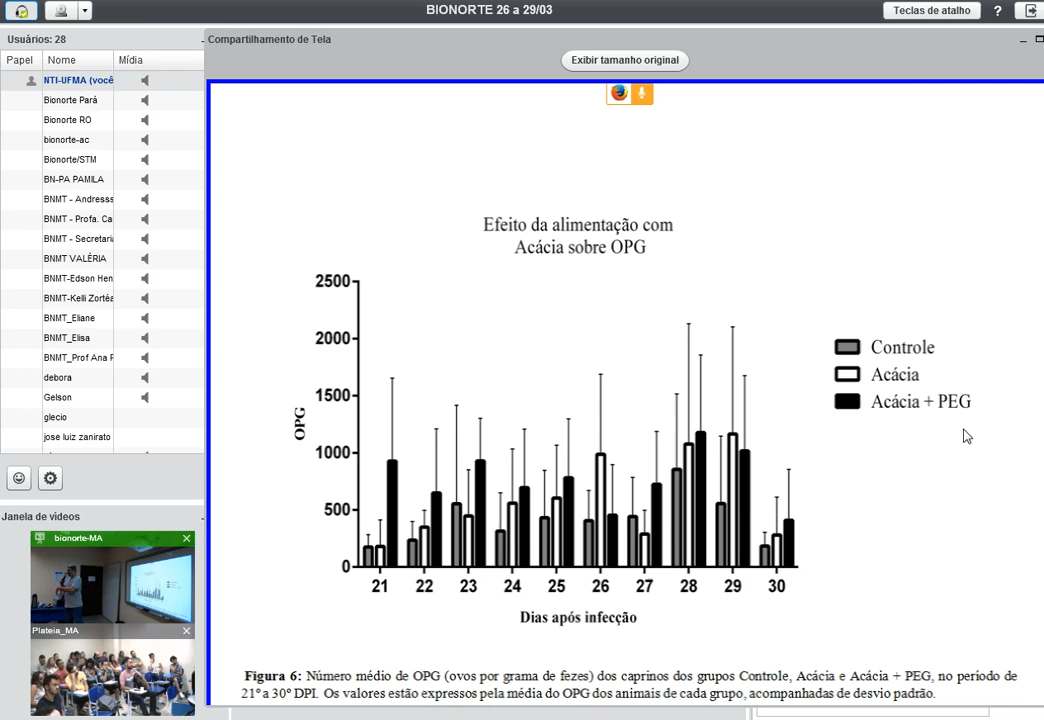 BIONORTE 26 a 29/03
Teclas de atalho
?
Usuários: 28
Papel Nome Mídia
NTI-UFMA (você
Bionorte Pará
Bionorte RO
bionorte-ac
Bionorte/STM
BN-PA PAMILA
BNMT - Andresss
BNMT - Profa. Ca
BNMT - Secretari
BNMT VALÉRIA
BNMT-Edson Hen
BNMT-Kelli Zortéa
BNMT_Eliane
BNMT_Elisa
BNMT_Prof Ana P
debora
Gelson
glecio
jose luiz zanirato
Janela de videos
bionorte-MA
Plateia_MA
Compartilhamento de Tela
Exibir tamanho original
Efeito da alimentação com
Acácia sobre OPG
OPG
2500
2000
1500
1000
500
0
21 22 23 24 25 26 27 28 29 30
Dias após infecção
Controle
Acácia
Acácia + PEG
Figura 6: Número médio de OPG (ovos por grama de fezes) dos caprinos dos grupos Controle, Acácia e Acácia + PEG, no período de
21º a 30º DPI. Os valores estão expressos pela média do OPG dos animais de cada grupo, acompanhadas de desvio padrão.